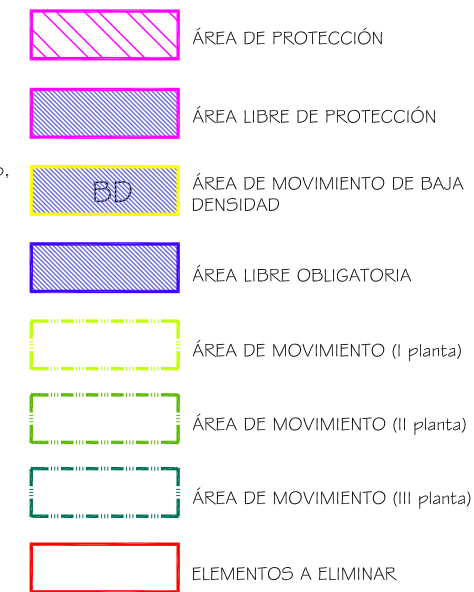 ÁREA DE PROTECCIÓN
ÁREA LIBRE DE PROTECCIÓN
BD
ÁREA DE MOVIMIENTO DE BAJA
DENSIDAD
ÁREA LIBRE OBLIGATORIA
ÁREA DE MOVIMIENTO (I planta)
ÁREA DE MOVIMIENTO (II planta)
ÁREA DE MOVIMIENTO (III planta)
ELEMENTOS A ELIMINAR